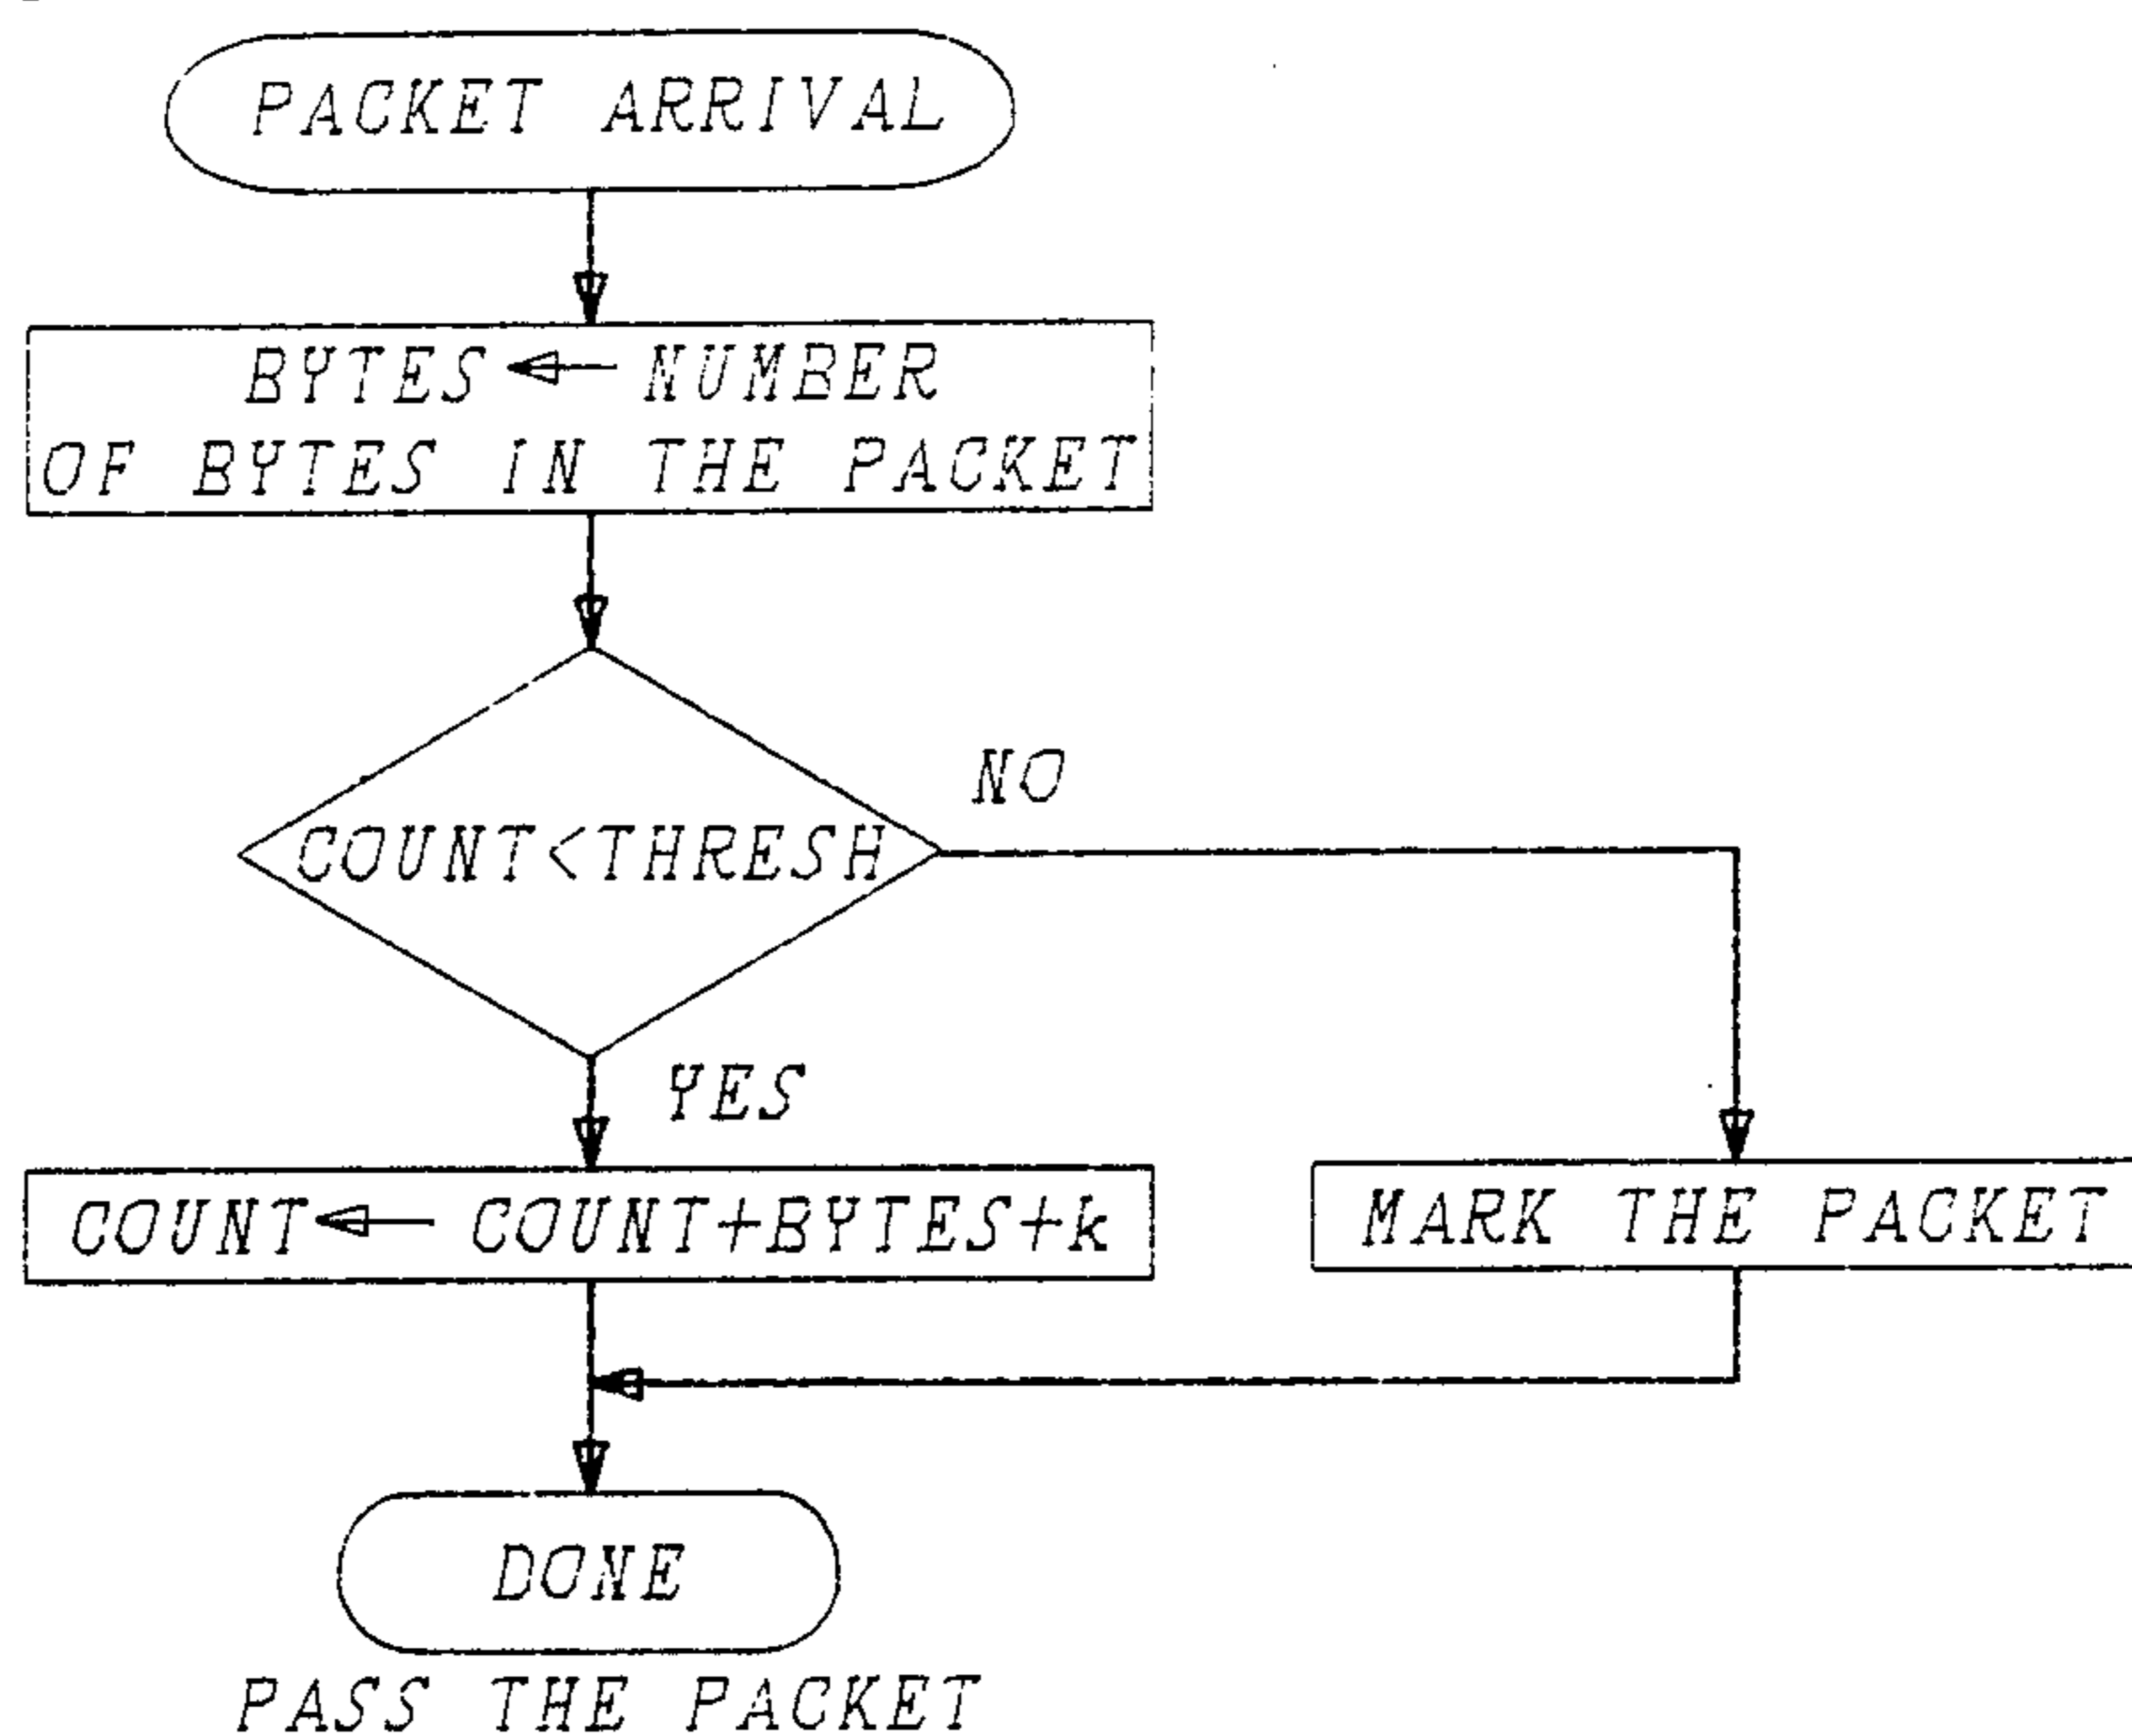 PACKET ARRIVAL
BYTES ← NUMBER
OF BYTES IN THE PACKET
NO
COUNT<THRESH
YES
COUNT ← COUNT+BYTES+k
MARK THE PACKET
DONE
PASS THE PACKET